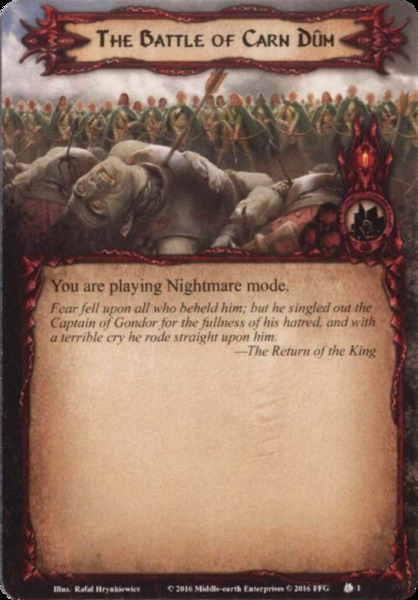 The Battle of Carn Dûm
You are playing Nightmare mode.
Fear fell upon all who beheld him; but he singled out the
Captain of Gondor for the fullness of his hatred, and with
a terrible cry he rode straight upon him.
—The Return of the King
Illus. Rafał Hrynkiewicz © 2016 Middle-earth Enterprises © 2016 FFG 1